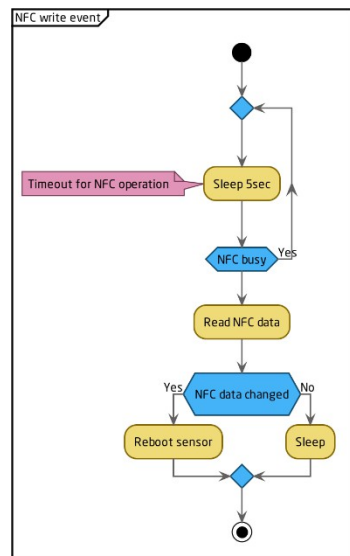 NFC write event
Timeout for NFC operation
Sleep 5sec
NFC busy
Yes
Read NFC data
Yes
NFC data changed
No
Reboot sensor
Sleep